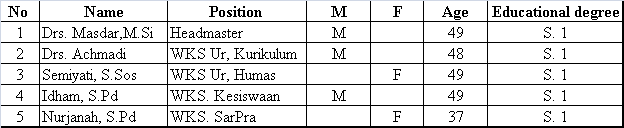 No Name Position M F Age Educational degree
1 Drs. Masdar,M.Si Headmaster M 49 S. 1
2 Drs. Achmadi WKS Ur, Kurikulum M 48 S. 1
3 Semiyati, S.Sos WKS Ur, Humas F 49 S. 1
4 Idham, S.Pd WKS. Kesiswaan M 49 S. 1
5 Nurjanah, S.Pd WKS. SarPra F 37 S. 1